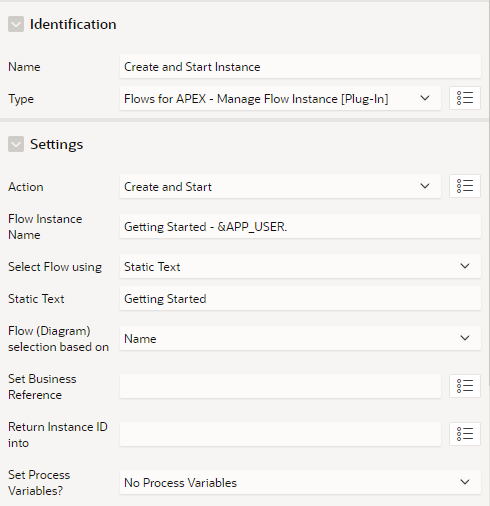 Identification
Name
Create and Start Instance
Type
Flows for APEX - Manage Flow Instance [Plug-In]
Settings
Action
Create and Start
Flow Instance
Name
Getting Started - &APP_USER.
Select Flow using
Static Text
Static Text
Getting Started
Flow (Diagram)
selection based on
Name
Set Business
Reference
Return Instance ID
into
Set Process
Variables?
No Process Variables